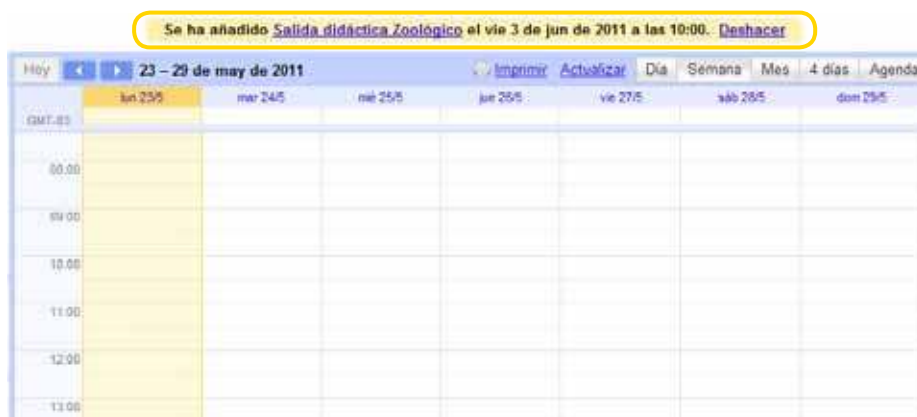 Se ha añadido Salida didáctica Zoológico el vie 3 de jun de 2011 a las 10:00. Deshacer
Hoy 23 – 29 de may de 2011 Imprimir Actualizar Día Semana Mes 4 días Agenda
lun 23/5 mar 24/5 mié 25/5 jue 26/5 vie 27/5 sáb 28/5 dom 29/5
GMT-03
09:00
10:00
11:00
12:00
13:00